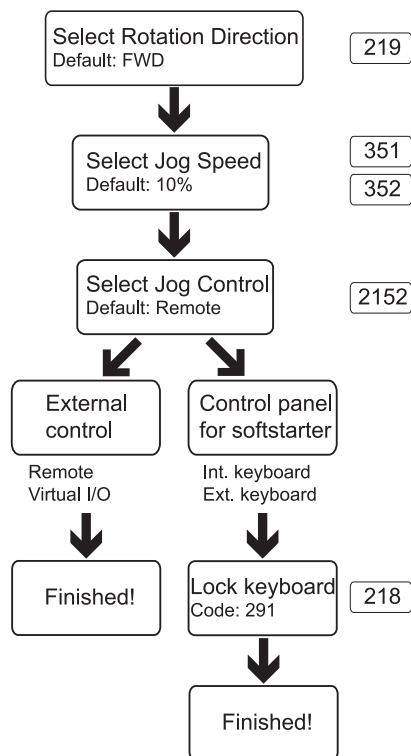 Select Rotation Direction
Default: FWD
219
Select Jog Speed
Default: 10%
351
352
Select Jog Control
Default: Remote
2152
External
control
Control panel
for softstarter
Remote
Virtual I/O
Int. keyboard
Ext. keyboard
Finished!
Lock keyboard
Code: 291
218
Finished!